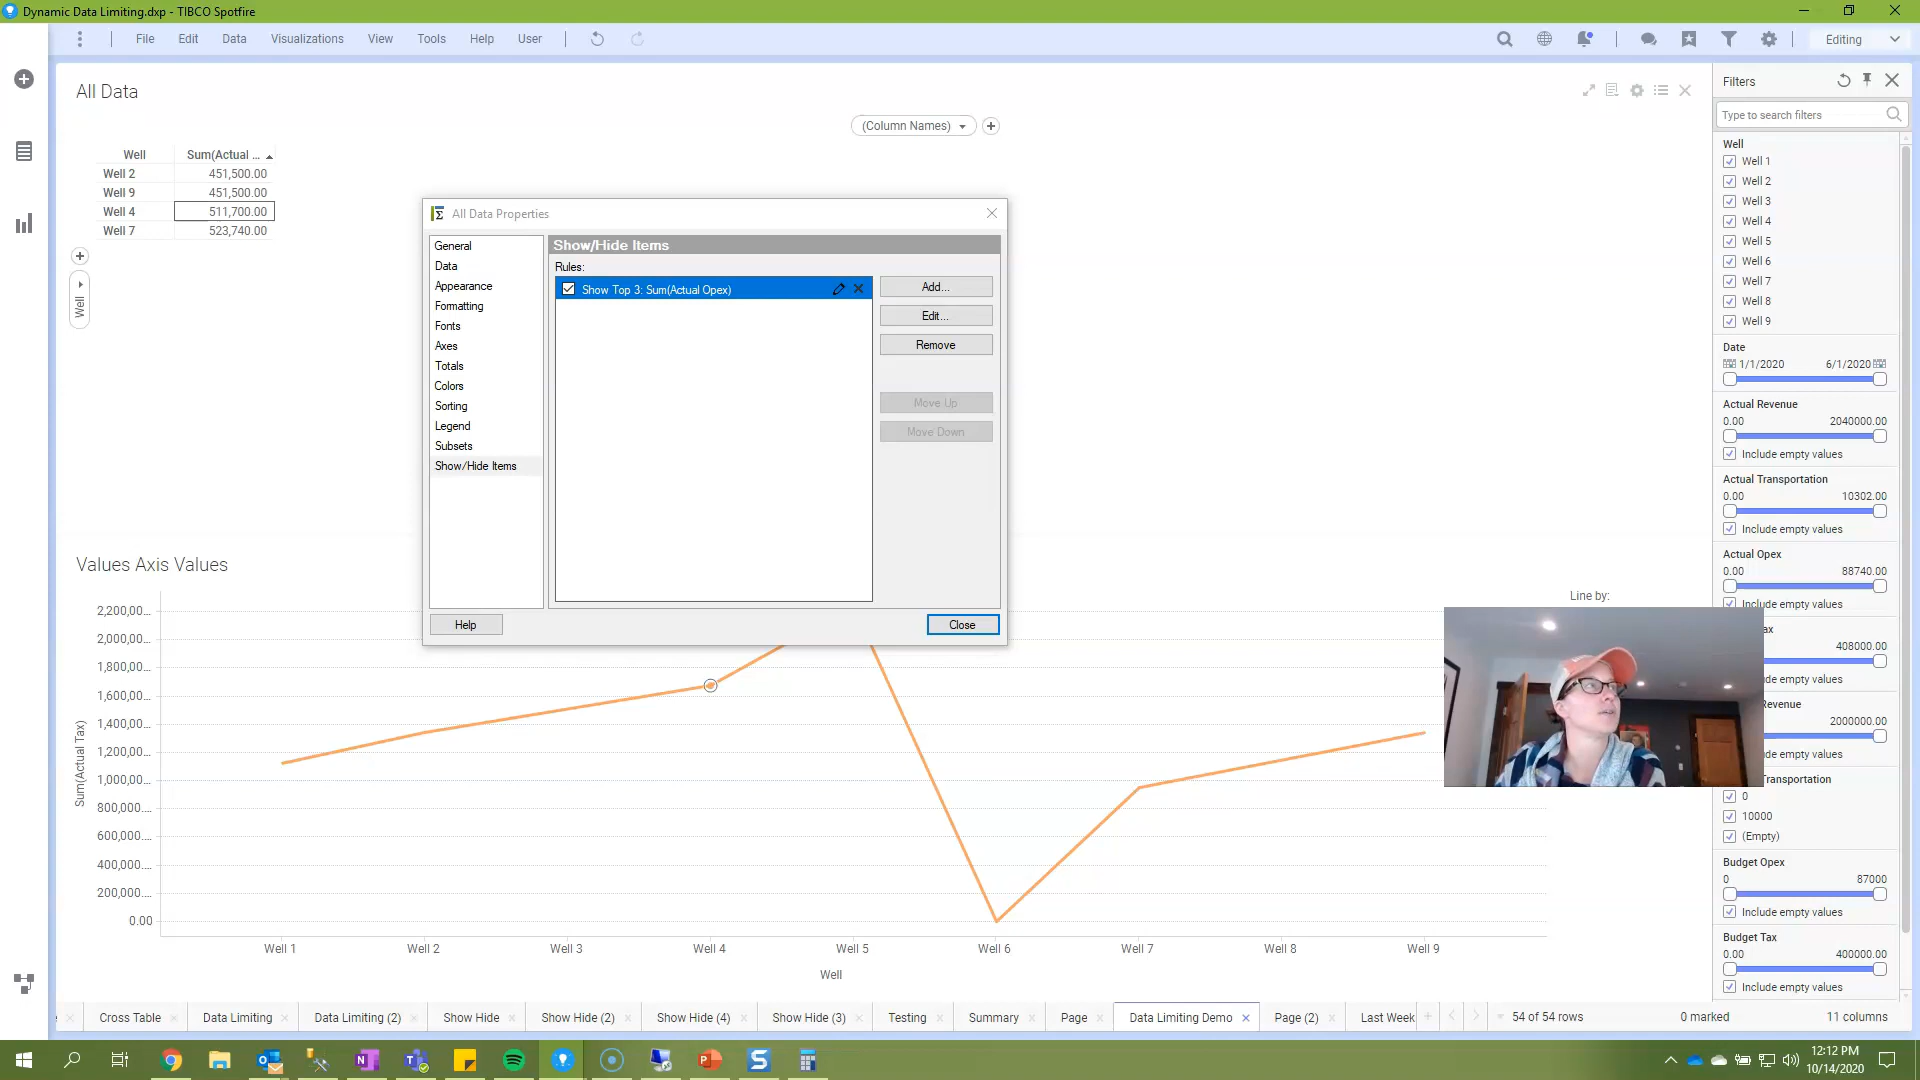 Dynamic Data Limiting.dxp - TIBCO Spotfire
File Edit Data Visualizations View Tools Help User
Editing
All Data
(Column Names)
Well Sum(Actual ...
Well 2 451,500.00
Well 9 451,500.00
Well 4 511,700.00
Well 7 523,740.00
Well
All Data Properties
General
Data
Appearance
Formatting
Fonts
Axes
Totals
Colors
Sorting
Legend
Subsets
Show/Hide Items
Show/Hide Items
Rules:
Show Top 3: Sum(Actual Opex)
Add...
Edit...
Remove
Move Up
Move Down
Help
Close
Values Axis Values
Line by:
Sum(Actual Tax)
2,200,00...
2,000,00...
1,800,00...
1,600,00...
1,400,00...
1,200,00...
1,000,00...
800,000....
600,000....
400,000....
200,000....
0.00
Well 1 Well 2 Well 3 Well 4 Well 5 Well 6 Well 7 Well 8 Well 9
Well
Filters
Type to search filters
Well
Well 1
Well 2
Well 3
Well 4
Well 5
Well 6
Well 7
Well 8
Well 9
Date
1/1/2020 6/1/2020
Actual Revenue
0.00 2040000.00
Include empty values
Actual Transportation
0.00 10302.00
Include empty values
Actual Opex
0.00 88740.00
Include empty values
ax
408000.00
de empty values
Revenue
2000000.00
de empty values
Transportation
0
10000
(Empty)
Budget Opex
0 87000
Include empty values
Budget Tax
0.00 400000.00
Include empty values
Cross Table Data Limiting Data Limiting (2) Show Hide Show Hide (2) Show Hide (4) Show Hide (3) Testing Summary Page Data Limiting Demo Page (2) Last Week
54 of 54 rows 0 marked 11 columns
12:12 PM
10/14/2020